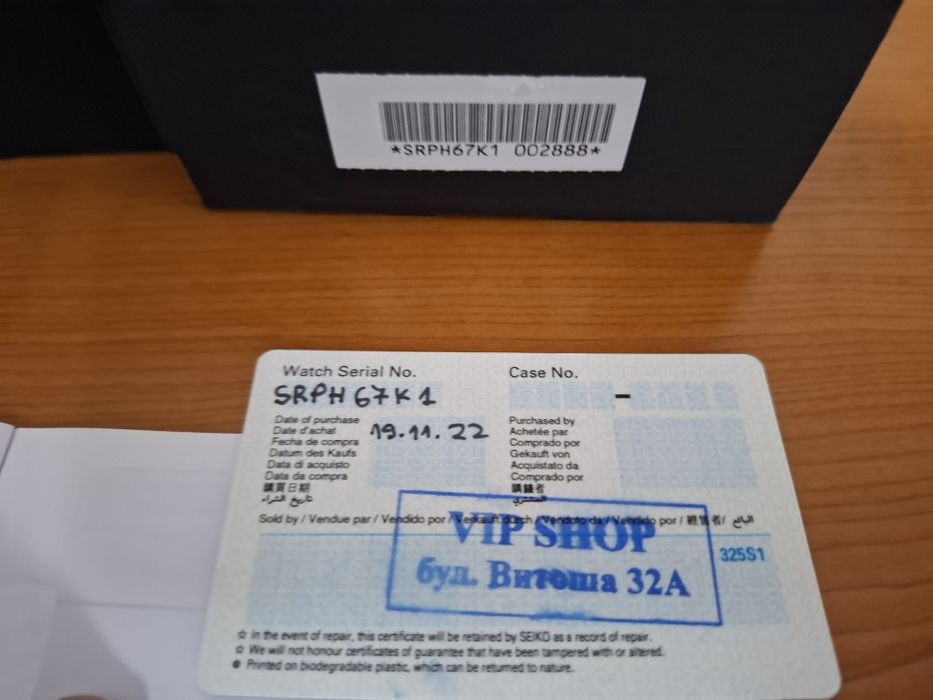 *SRPH67K1 002888*
Watch Serial No.
SRPH67K1
Case No.
-
Date of purchase
Date d'achat
Fecha de compra
Datum des Kaufs
Data di acquisto
Data da compra
購買日期
تاريخ الشراء
19.11.22
Purchased by
Achetée par
Comprado por
Gekauft von
Acquistato da
Comprado por
購錶者
المشتري
Sold by / Vendue par / Vendido por / Verkauft durch / Venduto da / Vendido por / 經售者 / البائع
VIP SHOP
бул. Витоша 32А
325S1
☆ In the event of repair, this certificate will be retained by SEIKO as a record of repair.
☆ We will not honour certificates of guarantee that have been tampered with or altered.
● Printed on biodegradable plastic, which can be returned to nature.